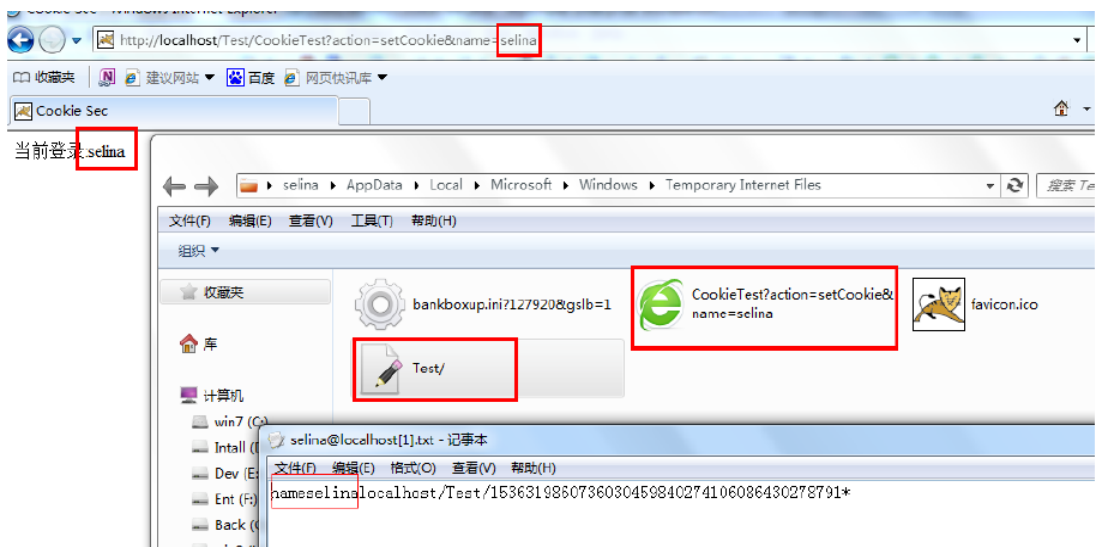 http://localhost/Test/CookieTest?action=setCookie&name=selina
收藏夹 建议网站 百度 网页快讯库
Cookie Sec
当前登录:selina
selina AppData Local Microsoft Windows Temporary Internet Files 搜索 Te
文件(F) 编辑(E) 查看(V) 工具(T) 帮助(H)
组织
收藏夹
bankboxup.ini?127920&gslb=1
CookieTest?action=setCookie&
name=selina
favicon.ico
库
Test/
计算机
win7 (C:)
Intall (
Dev (E:
Ent (F:)
Back (
selina@localhost[1].txt - 记事本
文件(F) 编辑(E) 格式(O) 查看(V) 帮助(H)
nameselinalocalhost/Test/1536319860736030459840274106086430278791*